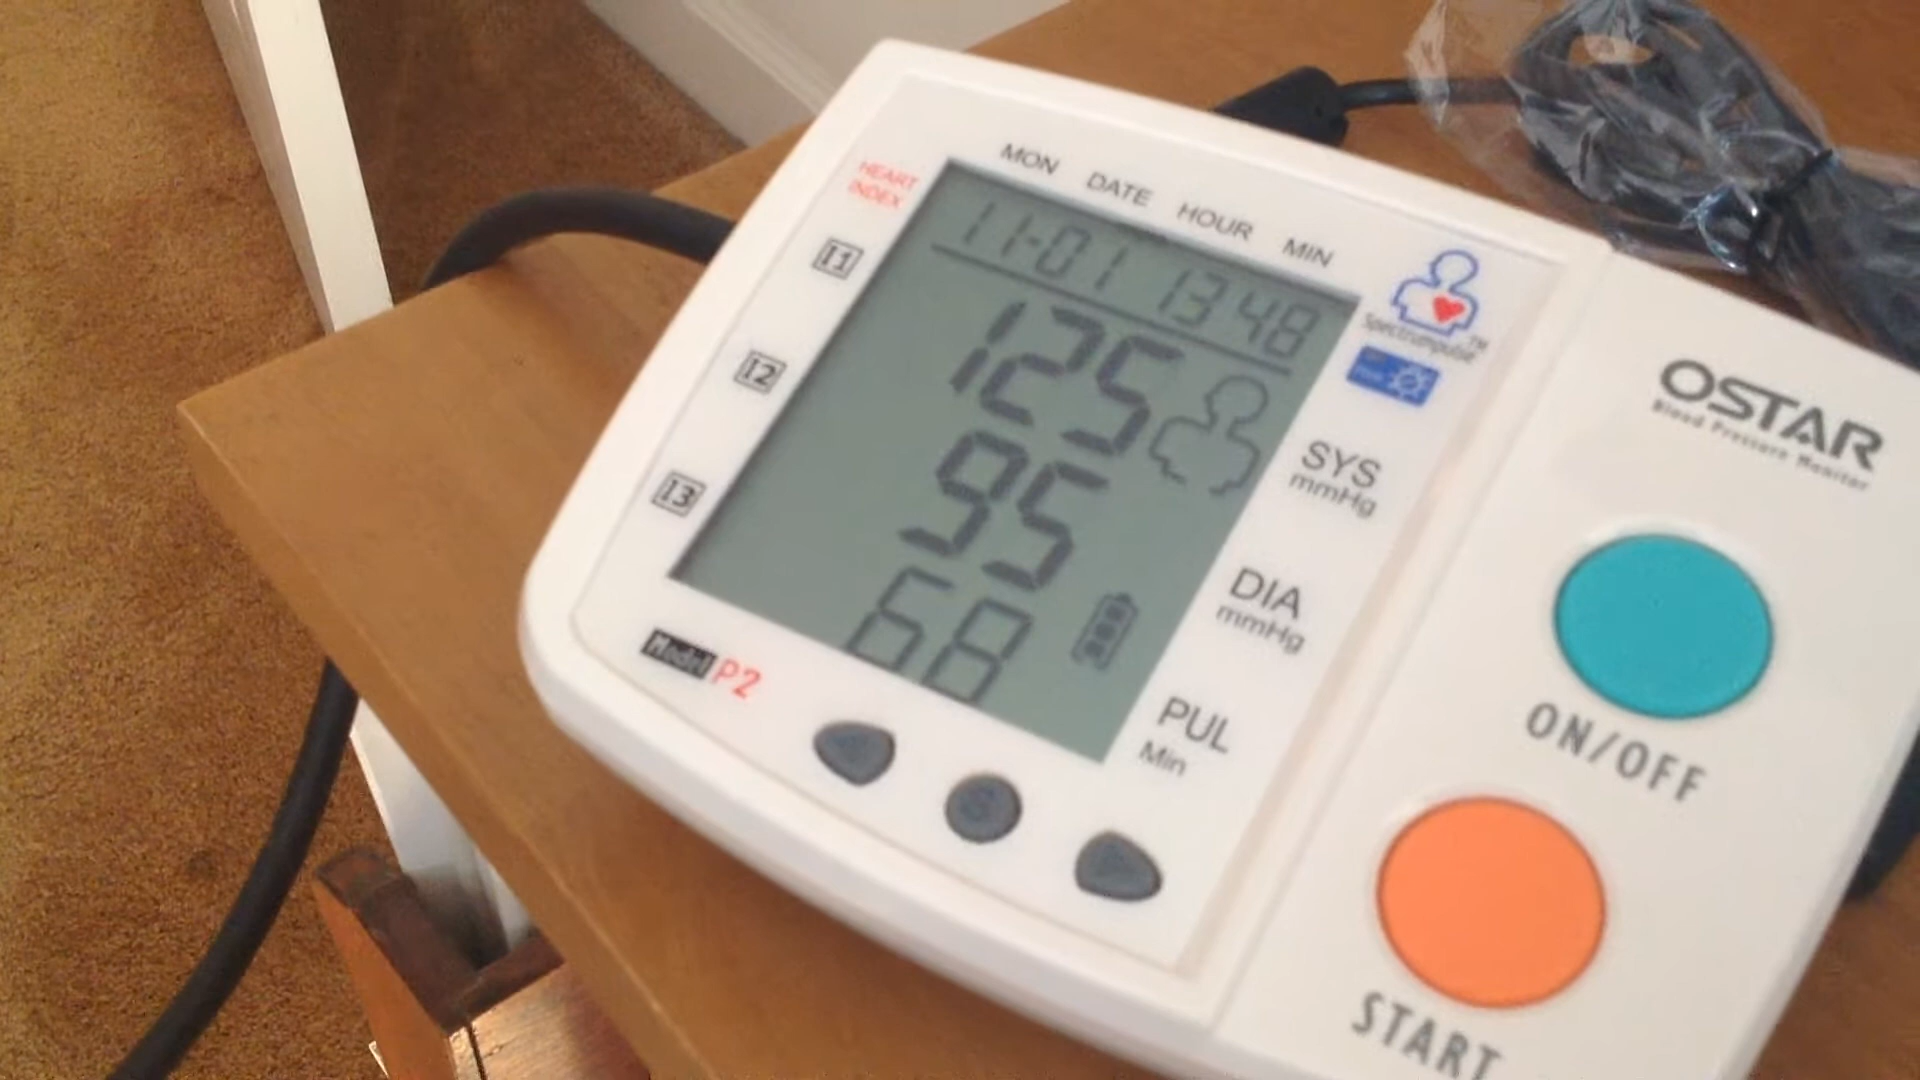 MON DATE HOUR MIN
HEART
INDEX
11-01 13 48
I1
I2
I3
125
95
68
Spectrumpulse™
SYS
mmHg
DIA
mmHg
PUL
Min
Model P2
OSTAR
Blood Pressure Monitor
ON/OFF
START